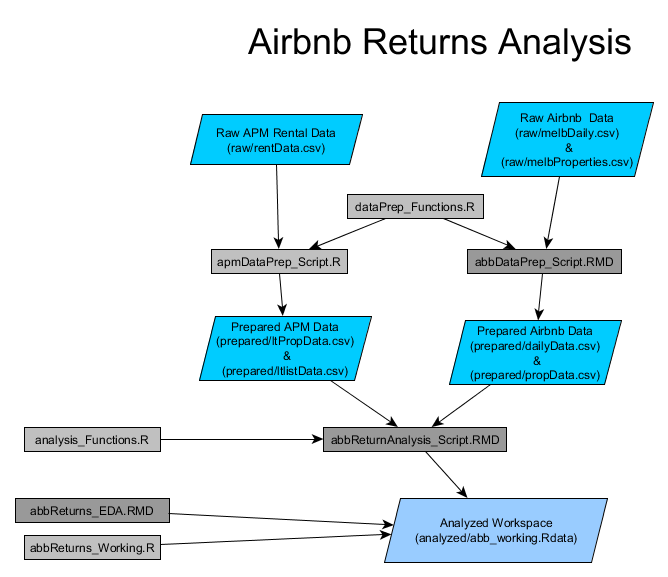 Airbnb Returns Analysis
Raw APM Rental Data
(raw/rentData.csv)
Raw Airbnb Data
(raw/melbDaily.csv)
&
(raw/melbProperties.csv)
dataPrep_Functions.R
apmDataPrep_Script.R
abbDataPrep_Script.RMD
Prepared APM Data
(prepared/ltPropData.csv)
&
(prepared/ltlistData.csv)
Prepared Airbnb Data
(prepared/dailyData.csv)
&
(prepared/propData.csv)
analysis_Functions.R
abbReturnAnalysis_Script.RMD
abbReturns_EDA.RMD
abbReturns_Working.R
Analyzed Workspace
(analyzed/abb_working.Rdata)